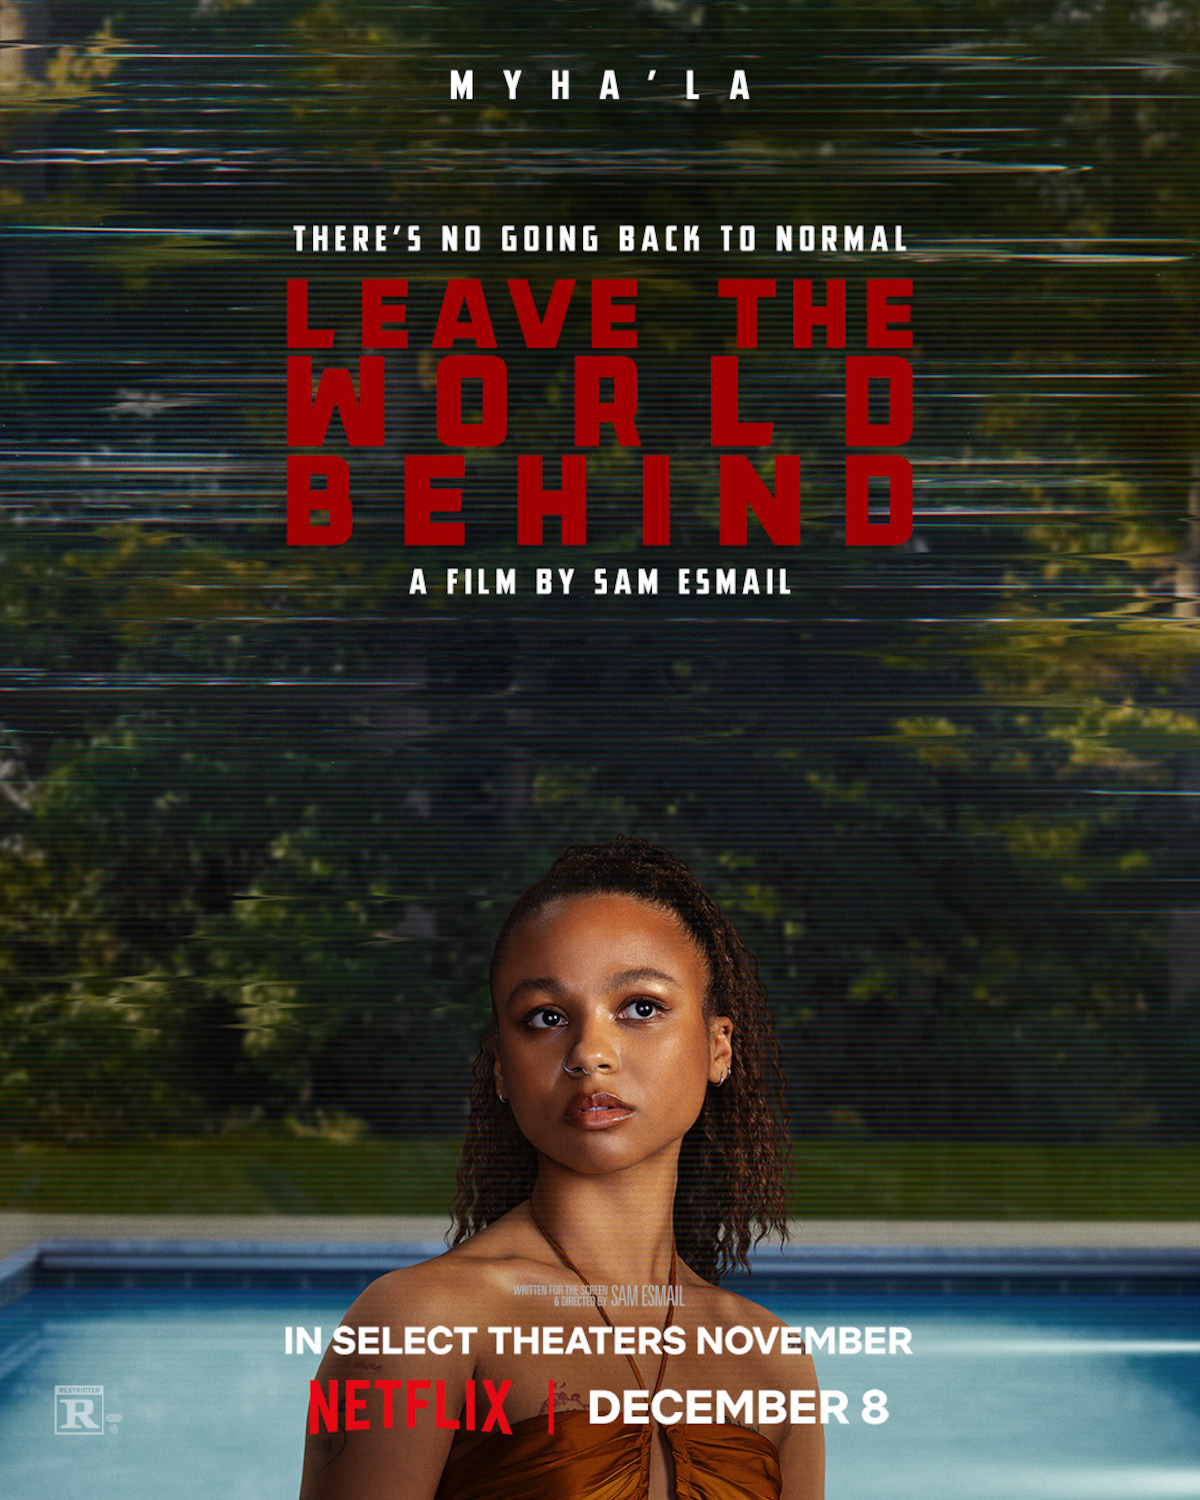 MYHA'LA
THERE'S NO GOING BACK TO NORMAL
LEAVE THE
WORLD
BEHIND
A FILM BY SAM ESMAIL
WRITTEN FOR THE SCREEN
& DIRECTED BY SAM ESMAIL
IN SELECT THEATERS NOVEMBER
NETFLIX | DECEMBER 8
RESTRICTED
R